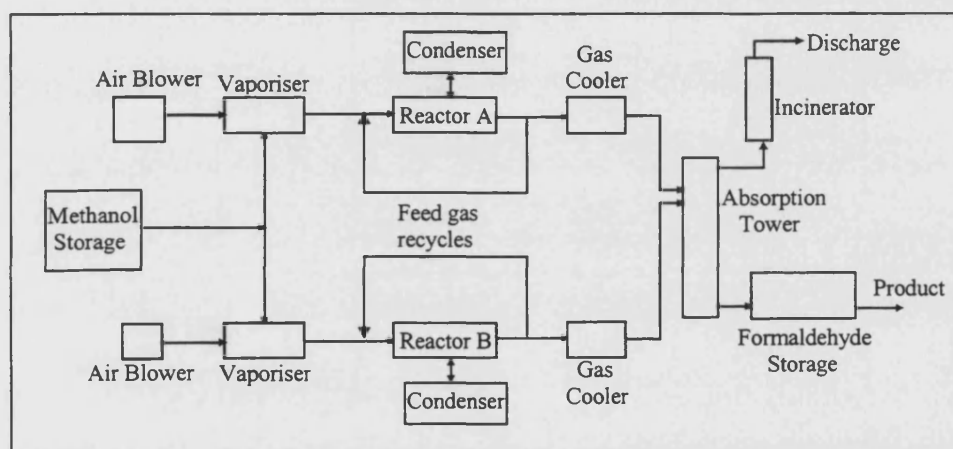 Air Blower
Vaporiser
Condenser
Reactor A
Gas
Cooler
Discharge
Incinerator
Methanol
Storage
Feed gas
recycles
Absorption
Tower
Product
Formaldehyde
Storage
Air Blower
Vaporiser
Reactor B
Condenser
Gas
Cooler